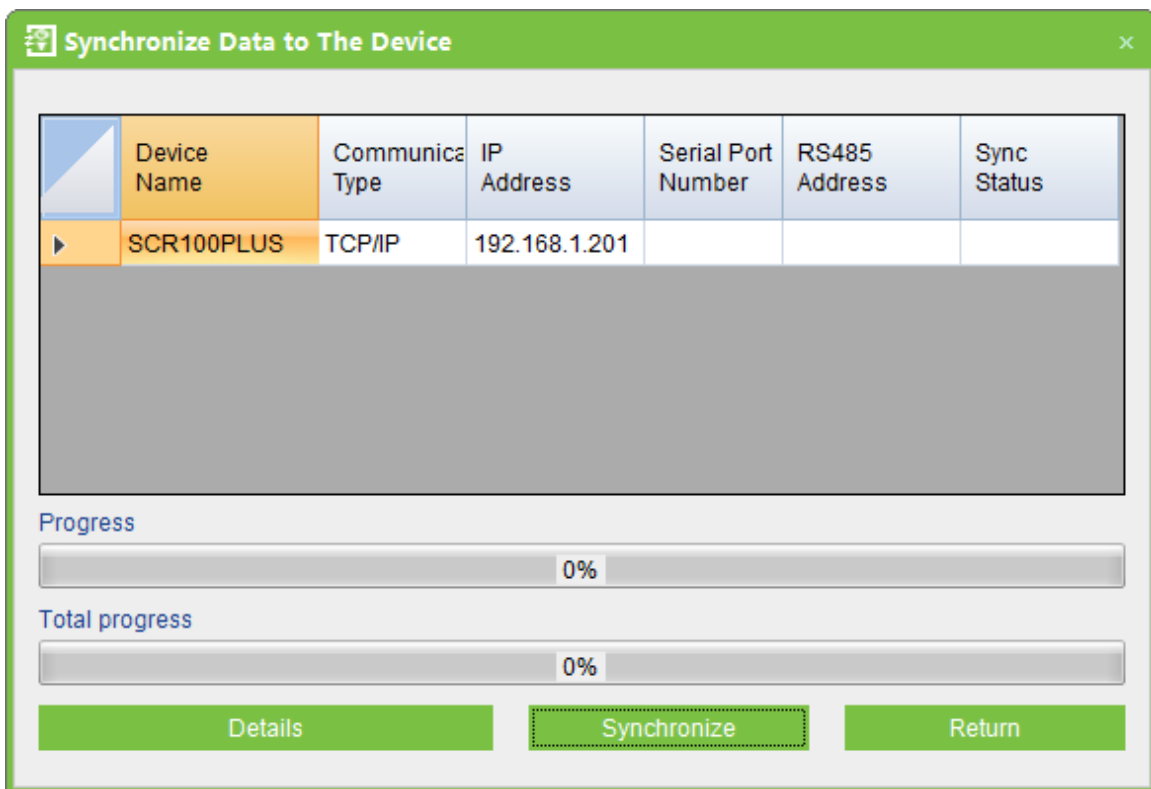 Synchronize Data to The Device
Device Name
Communica Type
IP Address
Serial Port Number
RS485 Address
Sync Status
SCR100PLUS TCP/IP 192.168.1.201
Progress
0%
Total progress
0%
Details Synchronize Return